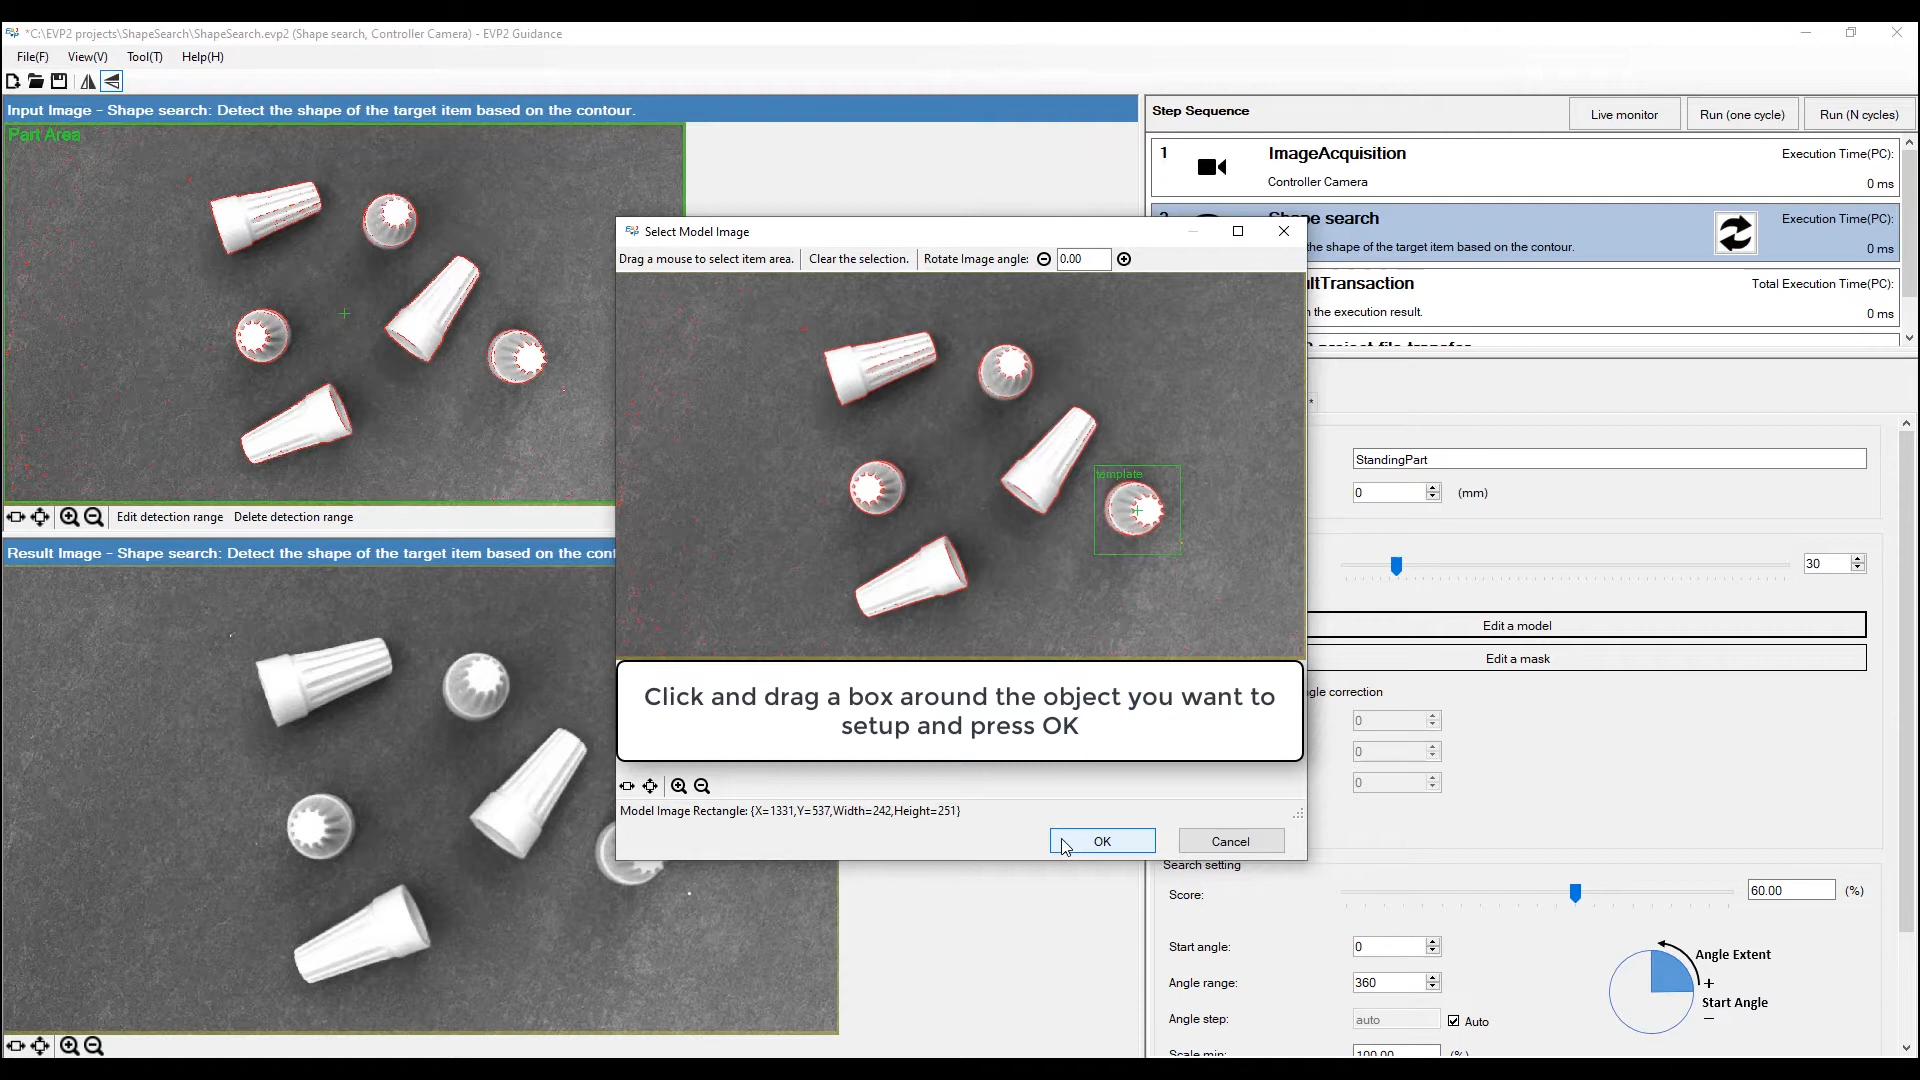 *C:\EVP2 projects\ShapeSearch\ShapeSearch.evp2 (Shape search, Controller Camera) - EVP2 Guidance
File(F) View(V) Tool(T) Help(H)
Input Image - Shape search: Detect the shape of the target item based on the contour.
Part Area
Edit detection range Delete detection range
Result Image - Shape search: Detect the shape of the target item based on the cont
Select Model Image
Drag a mouse to select item area. Clear the selection. Rotate Image angle: 0.00
template
Click and drag a box around the object you want to
setup and press OK
Model Image Rectangle: {X=1331,Y=537,Width=242,Height=251}
OK Cancel
Step Sequence Live monitor Run (one cycle) Run (N cycles)
1 ImageAcquisition Execution Time(PC):
Controller Camera 0 ms
Shape search Execution Time(PC):
the shape of the target item based on the contour. 0 ms
ltTransaction Total Execution Time(PC):
the execution result. 0 ms
project file transfer
*
StandingPart
0 (mm)
30
Edit a model
Edit a mask
gle correction
0
0
0
Search setting
Score: 60.00 (%)
Start angle: 0
Angle range: 360
Angle step: auto Auto
Scale min: 100.00 (%)
Angle Extent
+
Start Angle
−